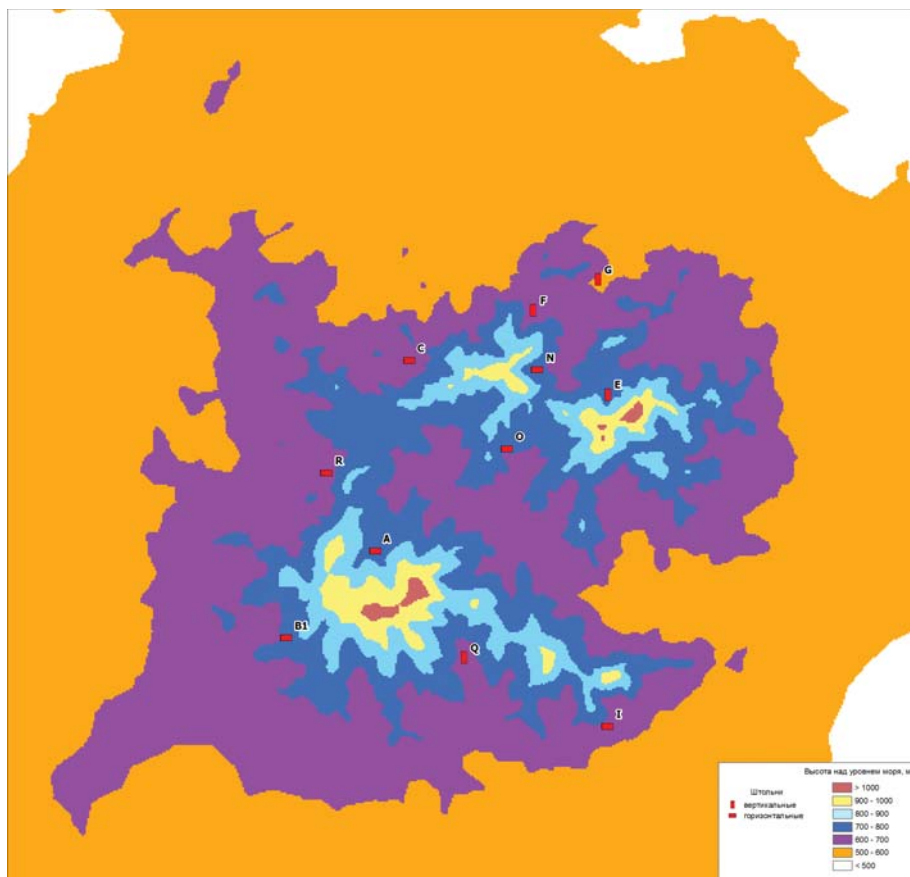 G
F
C
N
E
O
R
A
B1
Q
I
Высота над уровнем моря, м
Штольни
вертикальные
горизонтальные
> 1000
900 - 1000
800 - 900
700 - 800
600 - 700
500 - 600
< 500